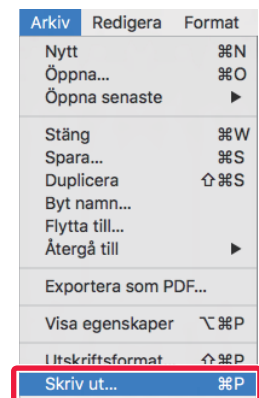 Arkiv Redigera Format
Nytt ⌘N
Öppna... ⌘O
Öppna senaste ▶
Stäng ⌘W
Spara... ⌘S
Duplicera ⇧⌘S
Byt namn...
Flytta till...
Återgå till ▶
Exportera som PDF...
Visa egenskaper ⌥⌘P
Utskriftsformat ⇧⌘P
Skriv ut... ⌘P